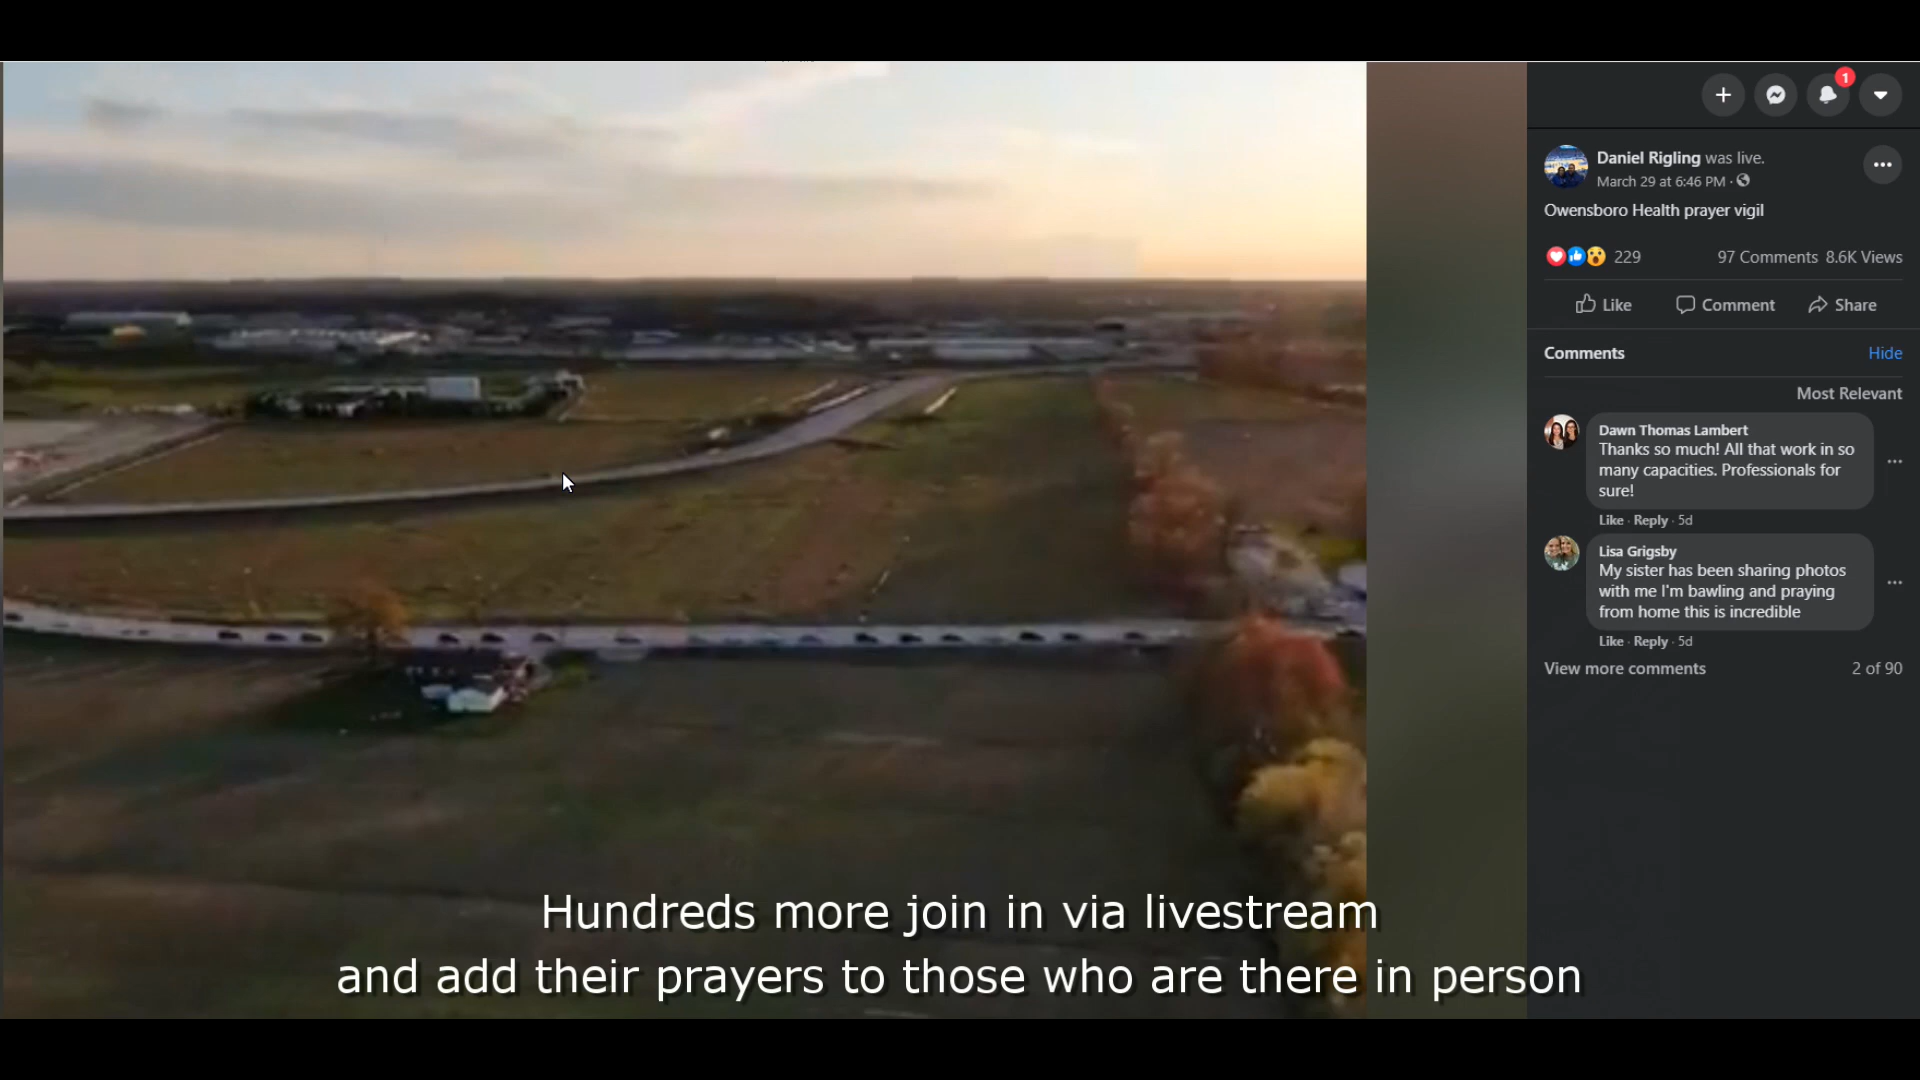 1
Daniel Rigling was live.
March 29 at 6:46 PM ·
Owensboro Health prayer vigil
229 97 Comments 8.6K Views
Like Comment Share
Comments Hide
Most Relevant
Dawn Thomas Lambert
Thanks so much! All that work in so
many capacities. Professionals for
sure!
Like · Reply · 5d
Lisa Grigsby
My sister has been sharing photos
with me I'm bawling and praying
from home this is incredible
Like · Reply · 5d
View more comments 2 of 90
Hundreds more join in via livestream
and add their prayers to those who are there in person